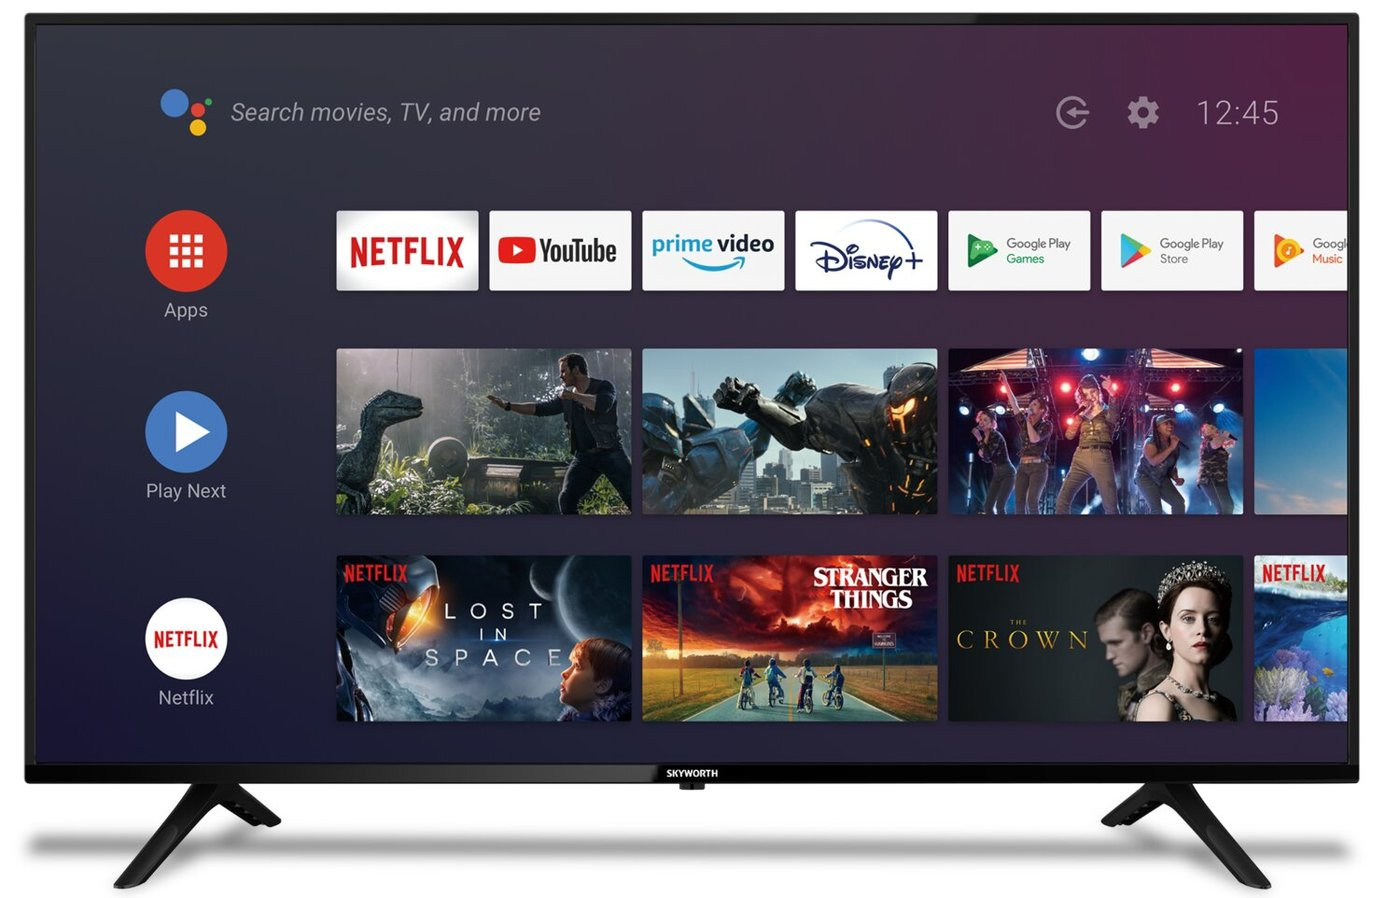 Search movies, TV, and more
12:45
Apps
NETFLIX
YouTube
prime video
Disney+
Google Play
Games
Google Play
Store
Googl
Music
Play Next
NETFLIX
Netflix
NETFLIX
LOST
IN
SPACE
NETFLIX
STRANGER
THINGS
NETFLIX
THE
CROWN
NETFLIX
SKYWORTH